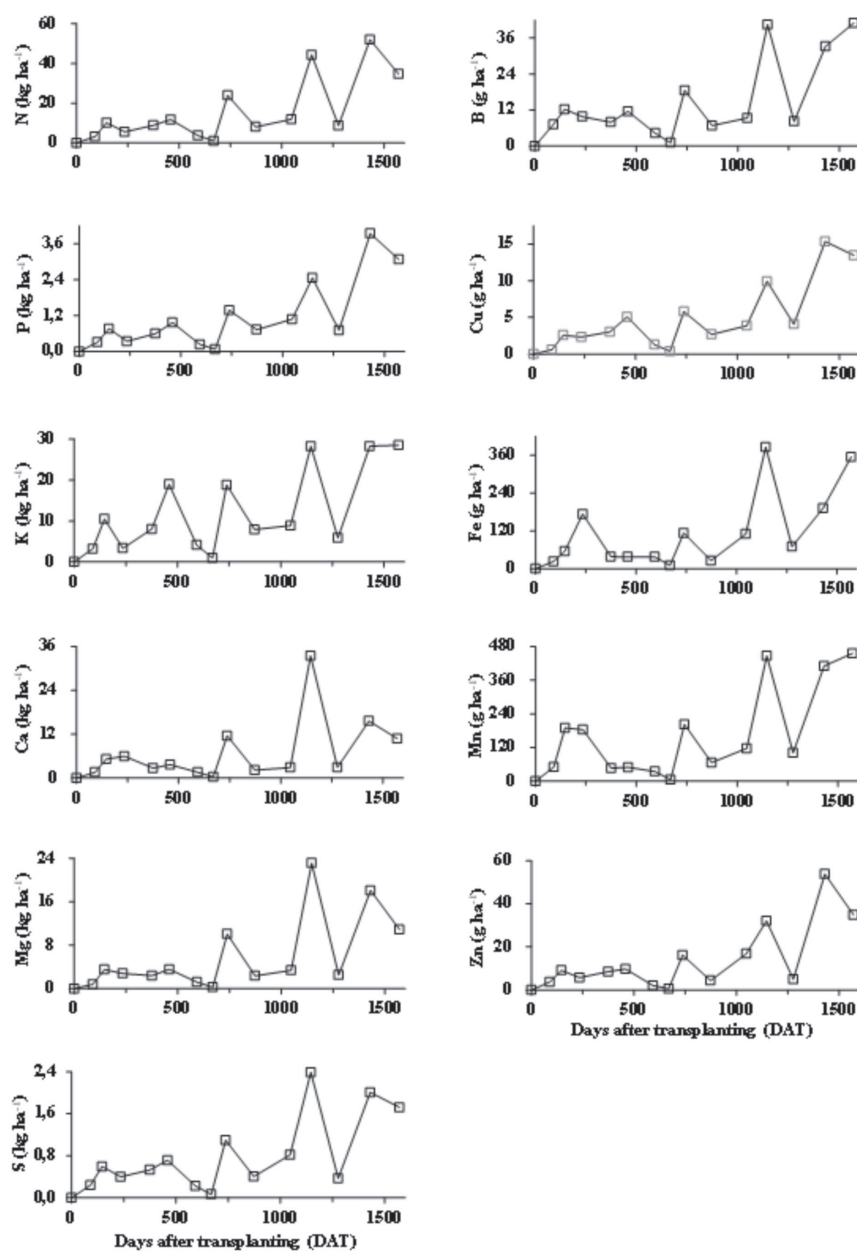 N (kg ha⁻¹)
60
40
20
0
0 500 1000 1500
B (g ha⁻¹)
36
24
12
0
0 500 1000 1500
P (kg ha⁻¹)
3,6
2,4
1,2
0,0
0 500 1000 1500
Cu (g ha⁻¹)
15
10
5
0
0 500 1000 1500
K (kg ha⁻¹)
30
20
10
0
0 500 1000 1500
Fe (g ha⁻¹)
360
240
120
0
0 500 1000 1500
Ca (kg ha⁻¹)
36
24
12
0
0 500 1000 1500
Mn (g ha⁻¹)
480
360
240
120
0
0 500 1000 1500
Mg (kg ha⁻¹)
24
16
8
0
0 500 1000 1500
Zn (g ha⁻¹)
60
40
20
0
0 500 1000 1500
Days after transplanting (DAT)
S (kg ha⁻¹)
2,4
1,6
0,8
0,0
0 500 1000 1500
Days after transplanting (DAT)